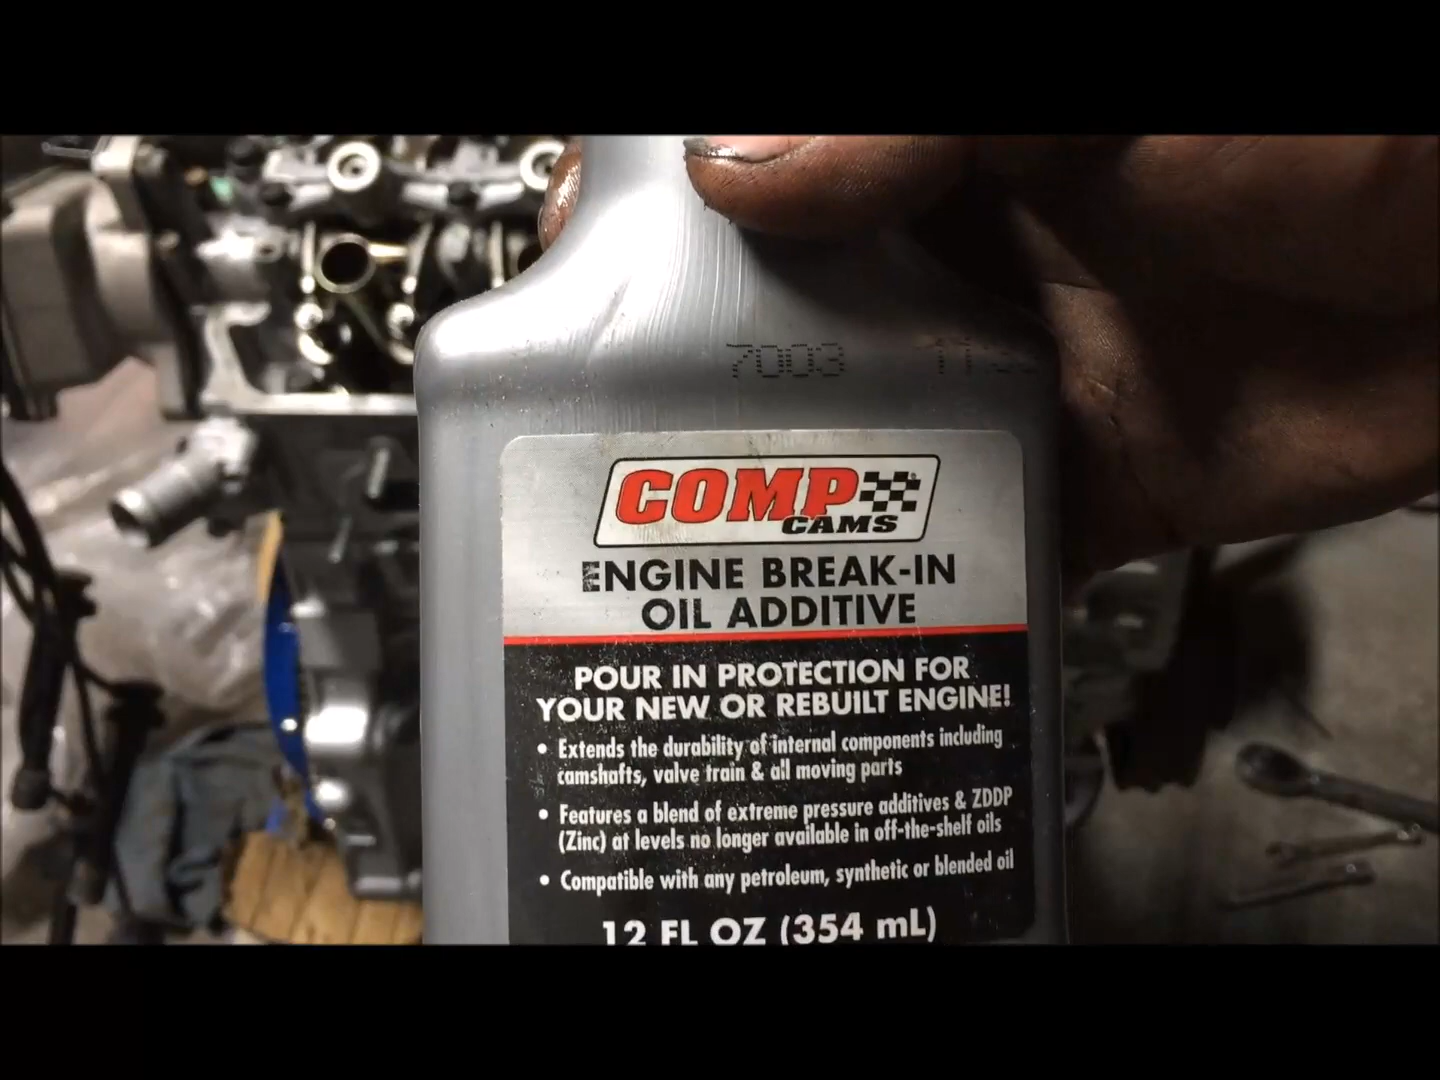 7003
COMP
CAMS
ENGINE BREAK-IN
OIL ADDITIVE
POUR IN PROTECTION FOR
YOUR NEW OR REBUILT ENGINE!
• Extends the durability of internal components including
camshafts, valve train & all moving parts
• Features a blend of extreme pressure additives & ZDDP
(Zinc) at levels no longer available in off-the-shelf oils
• Compatible with any petroleum, synthetic or blended oil
12 FL OZ (354 mL)